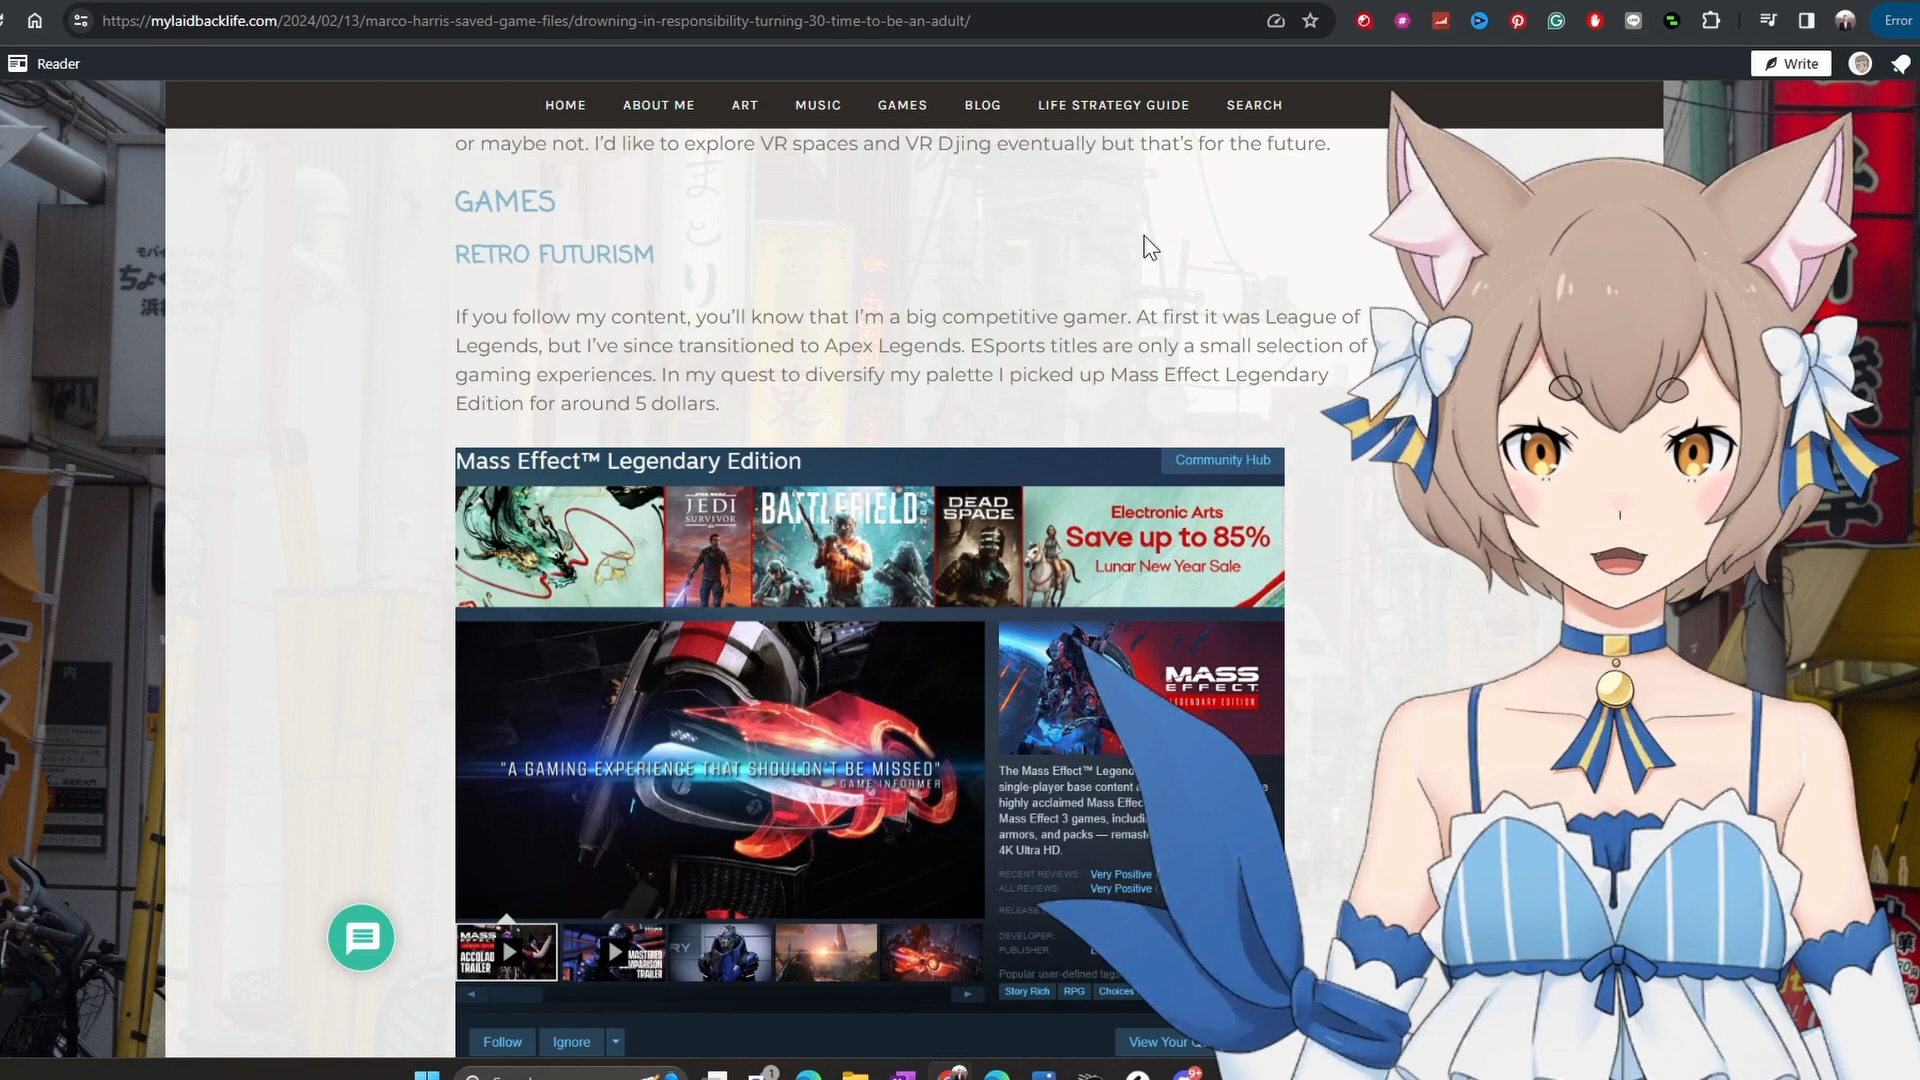 https://mylaidbacklife.com/2024/02/13/marco-harris-saved-game-files/drowning-in-responsibility-turning-30-time-to-be-an-adult/
Error
Reader
Write
HOME ABOUT ME ART MUSIC GAMES BLOG LIFE STRATEGY GUIDE SEARCH
or maybe not. I'd like to explore VR spaces and VR Djing eventually but that's for the future.
GAMES
RETRO FUTURISM
If you follow my content, you'll know that I'm a big competitive gamer. At first it was League of
Legends, but I've since transitioned to Apex Legends. ESports titles are only a small selection of
gaming experiences. In my quest to diversify my palette I picked up Mass Effect Legendary
Edition for around 5 dollars.
Mass Effect™ Legendary Edition
Community Hub
STAR WARS
JEDI
SURVIVOR
BATTLEFIELD 2042
DEAD
SPACE
Electronic Arts
Save up to 85%
Lunar New Year Sale
MASS
EFFECT
LEGENDARY EDITION
"A GAMING EXPERIENCE THAT SHOULDN'T BE MISSED"
GAME INFORMER
The Mass Effect™ Legend
single-player base content
highly acclaimed Mass Effec
Mass Effect 3 games, includi
armors, and packs — remast
4K Ultra HD.
RECENT REVIEWS: Very Positive
ALL REVIEWS: Very Positive
RELEASE
DEVELOPER:
PUBLISHER:
Popular user-defined tags
Story Rich RPG Choices
MASS
EFFECT
ACCOLAD
TRAILER
MASTERED
MPARISON
TRAILER
Follow Ignore
View Your Q
1
9+